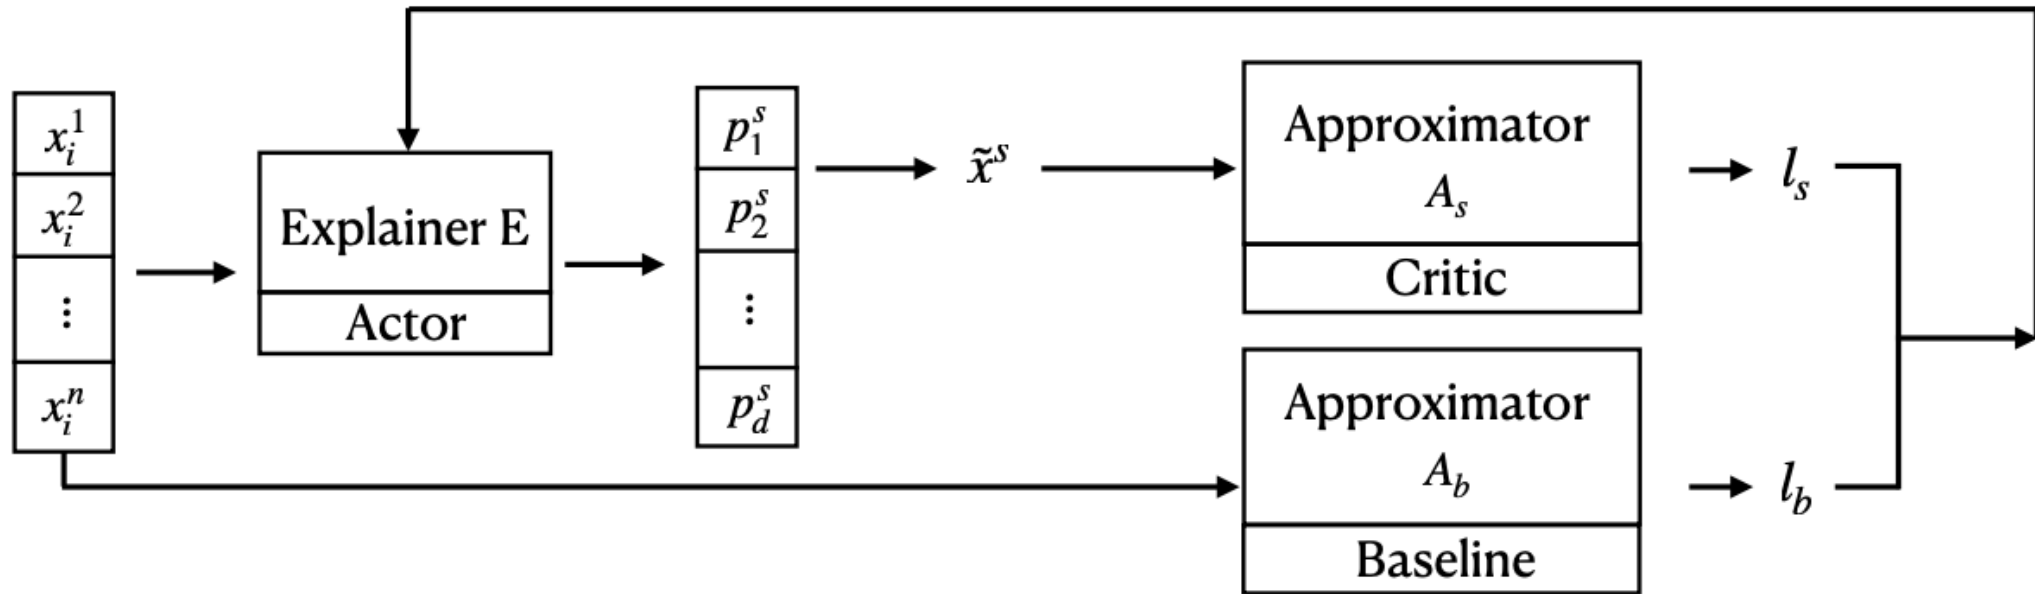 x_i^1
x_i^2
⋮
x_i^n
Explainer E
Actor
p_1^s
p_2^s
⋮
p_d^s
x̃^s
Approximator
A_s
Critic
l_s
Approximator
A_b
Baseline
l_b